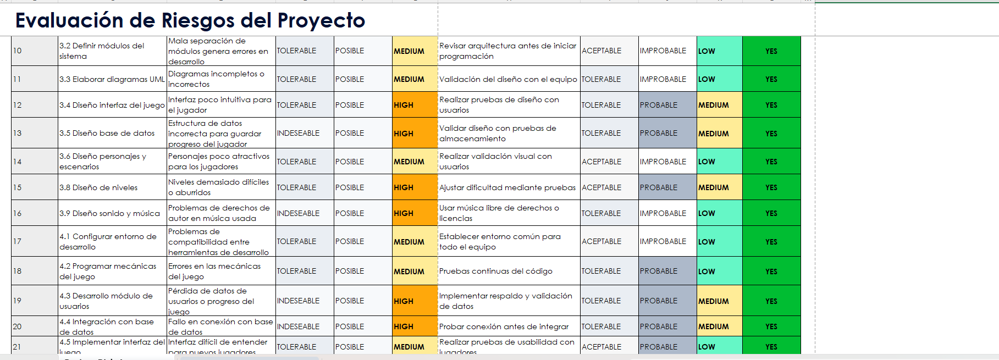 Evaluación de Riesgos del Proyecto
10 3.2 Definir módulos del sistema Mala separación de módulos genera errores en desarrollo TOLERABLE POSIBLE MEDIUM Revisar arquitectura antes de iniciar programación ACEPTABLE IMPROBABLE LOW YES
11 3.3 Elaborar diagramas UML Diagramas incompletos o incorrectos TOLERABLE POSIBLE MEDIUM Validación del diseño con el equipo TOLERABLE IMPROBABLE LOW YES
12 3.4 Diseño interfaz del juego Interfaz poco intuitiva para el jugador TOLERABLE POSIBLE HIGH Realizar pruebas de diseño con usuarios TOLERABLE PROBABLE MEDIUM YES
13 3.5 Diseño base de datos Estructura de datos incorrecta para guardar progreso del jugador INDESEABLE POSIBLE HIGH Validar diseño con pruebas de almacenamiento TOLERABLE PROBABLE MEDIUM YES
14 3.6 Diseño personajes y escenarios Personajes poco atractivos para los jugadores TOLERABLE POSIBLE MEDIUM Realizar validación visual con usuarios ACEPTABLE IMPROBABLE LOW YES
15 3.8 Diseño de niveles Niveles demasiado difíciles o aburridos TOLERABLE POSIBLE HIGH Ajustar dificultad mediante pruebas ACEPTABLE PROBABLE MEDIUM YES
16 3.9 Diseño sonido y música Problemas de derechos de autor en música usada INDESEABLE POSIBLE HIGH Usar música libre de derechos o licencias TOLERABLE IMPROBABLE LOW YES
17 4.1 Configurar entorno de desarrollo Problemas de compatibilidad entre herramientas de desarrollo TOLERABLE POSIBLE MEDIUM Establecer entorno común para todo el equipo ACEPTABLE IMPROBABLE LOW YES
18 4.2 Programar mecánicas del juego Errores en las mecánicas del juego TOLERABLE POSIBLE MEDIUM Pruebas continuas del código TOLERABLE PROBABLE LOW YES
19 4.3 Desarrollo módulo de usuarios Pérdida de datos de usuarios o progreso del juego INDESEABLE POSIBLE HIGH Implementar respaldo y validación de datos TOLERABLE PROBABLE MEDIUM YES
20 4.4 Integración con base de datos Fallo en conexión con base de datos INDESEABLE POSIBLE HIGH Probar conexión antes de integrar TOLERABLE PROBABLE MEDIUM YES
21 4.5 Implementar interfaz del juego Interfaz difícil de entender para nuevos jugadores TOLERABLE POSIBLE MEDIUM Realizar pruebas de usabilidad con jugadores ACEPTABLE PROBABLE LOW YES